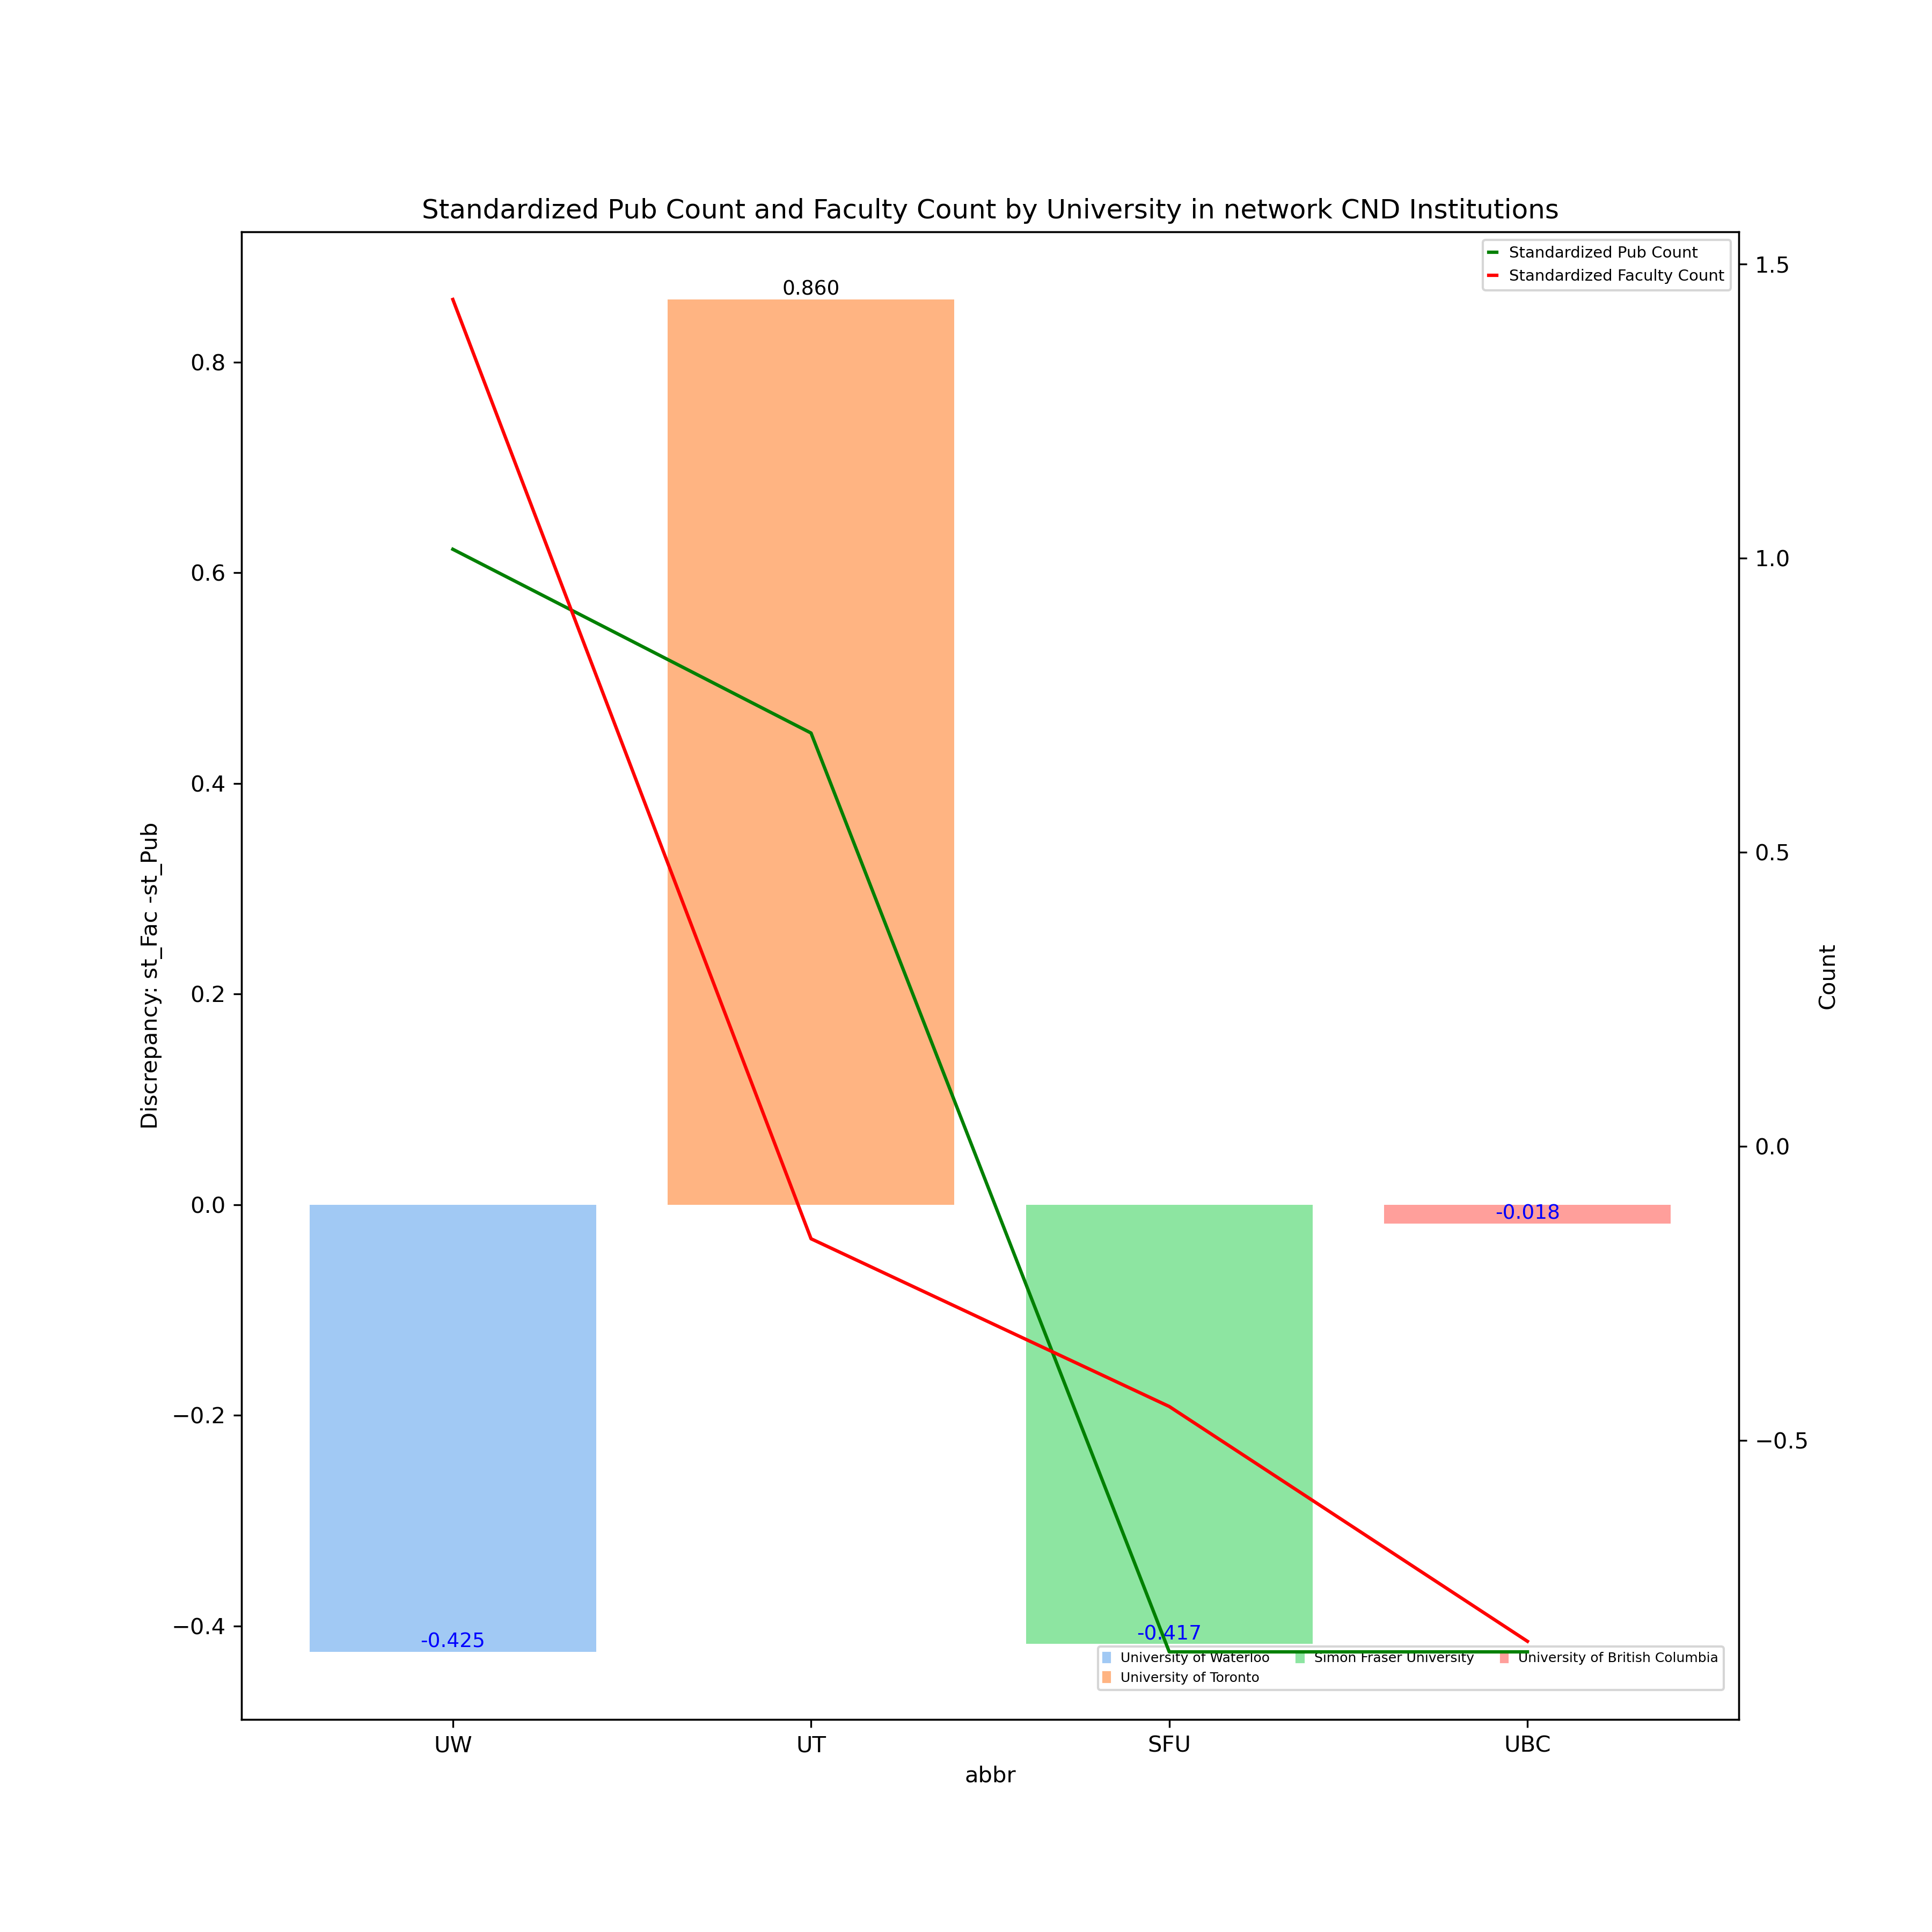 Standardized Pub Count and Faculty Count by University in network CND Institutions
Standardized Pub Count
Standardized Faculty Count
0.860
-0.425
-0.417
-0.018
0.8
0.6
0.4
0.2
0.0
−0.2
−0.4
Discrepancy: st_Fac -st_Pub
1.5
1.0
0.5
0.0
−0.5
Count
University of Waterloo
University of Toronto
Simon Fraser University
University of British Columbia
UW
UT
SFU
UBC
abbr